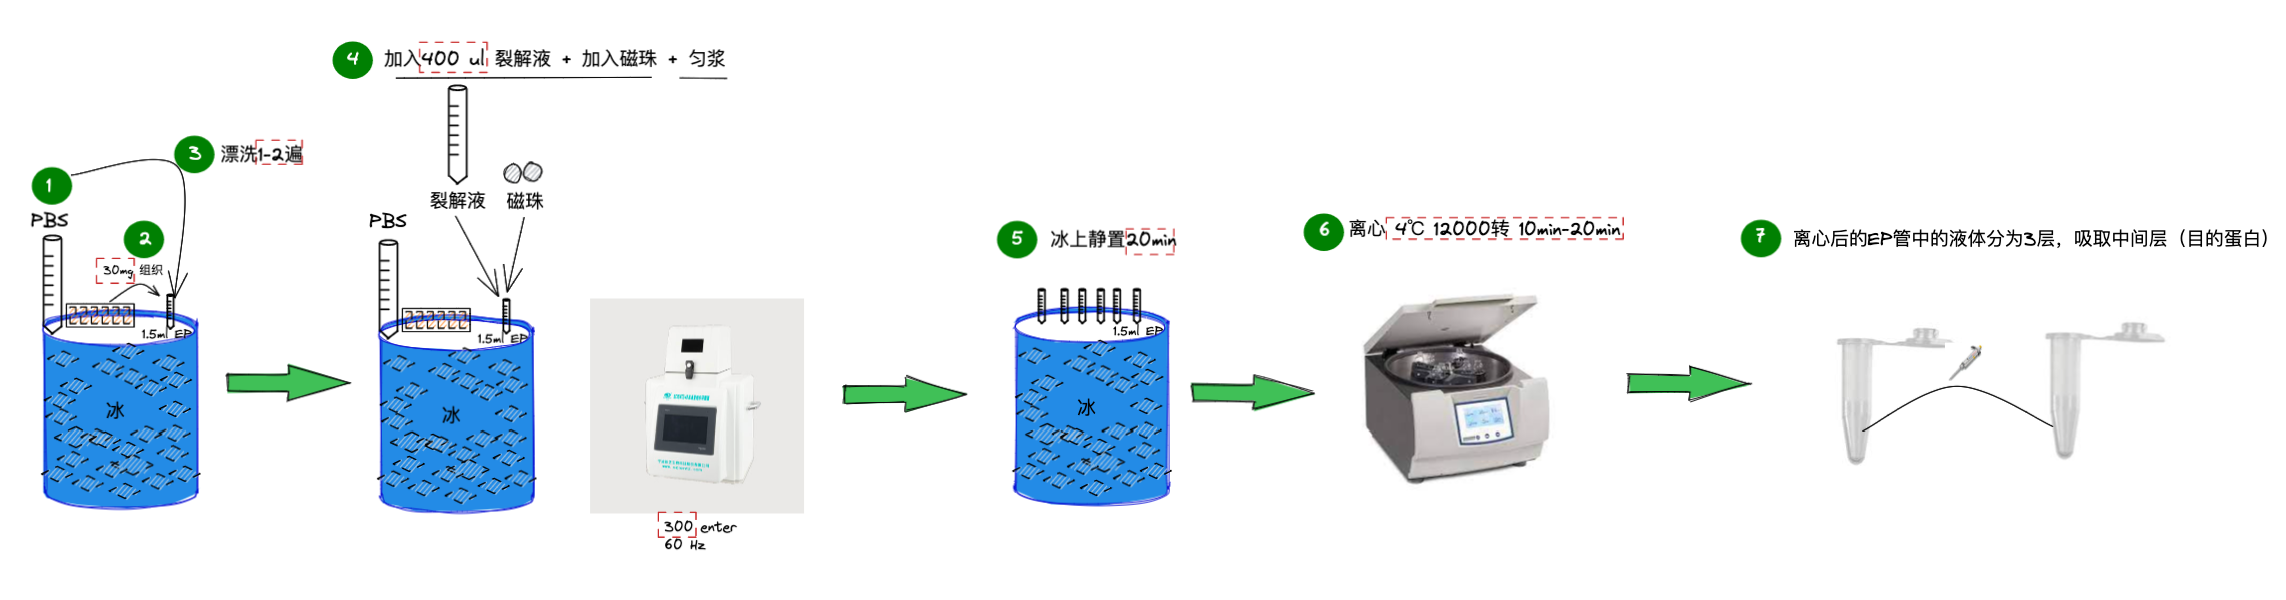 4 加入400 ul 裂解液 + 加入磁珠 + 匀浆
3 漂洗1-2遍
1
PBS
2
30mg 组织
1.5ml EP
冰
裂解液
磁珠
PBS
1.5ml EP
冰
300 enter
60 Hz
5 冰上静置20min
1.5ml EP
冰
6 离心 4℃ 12000转 10min-20min
7 离心后的EP管中的液体分为3层，吸取中间层（目的蛋白）